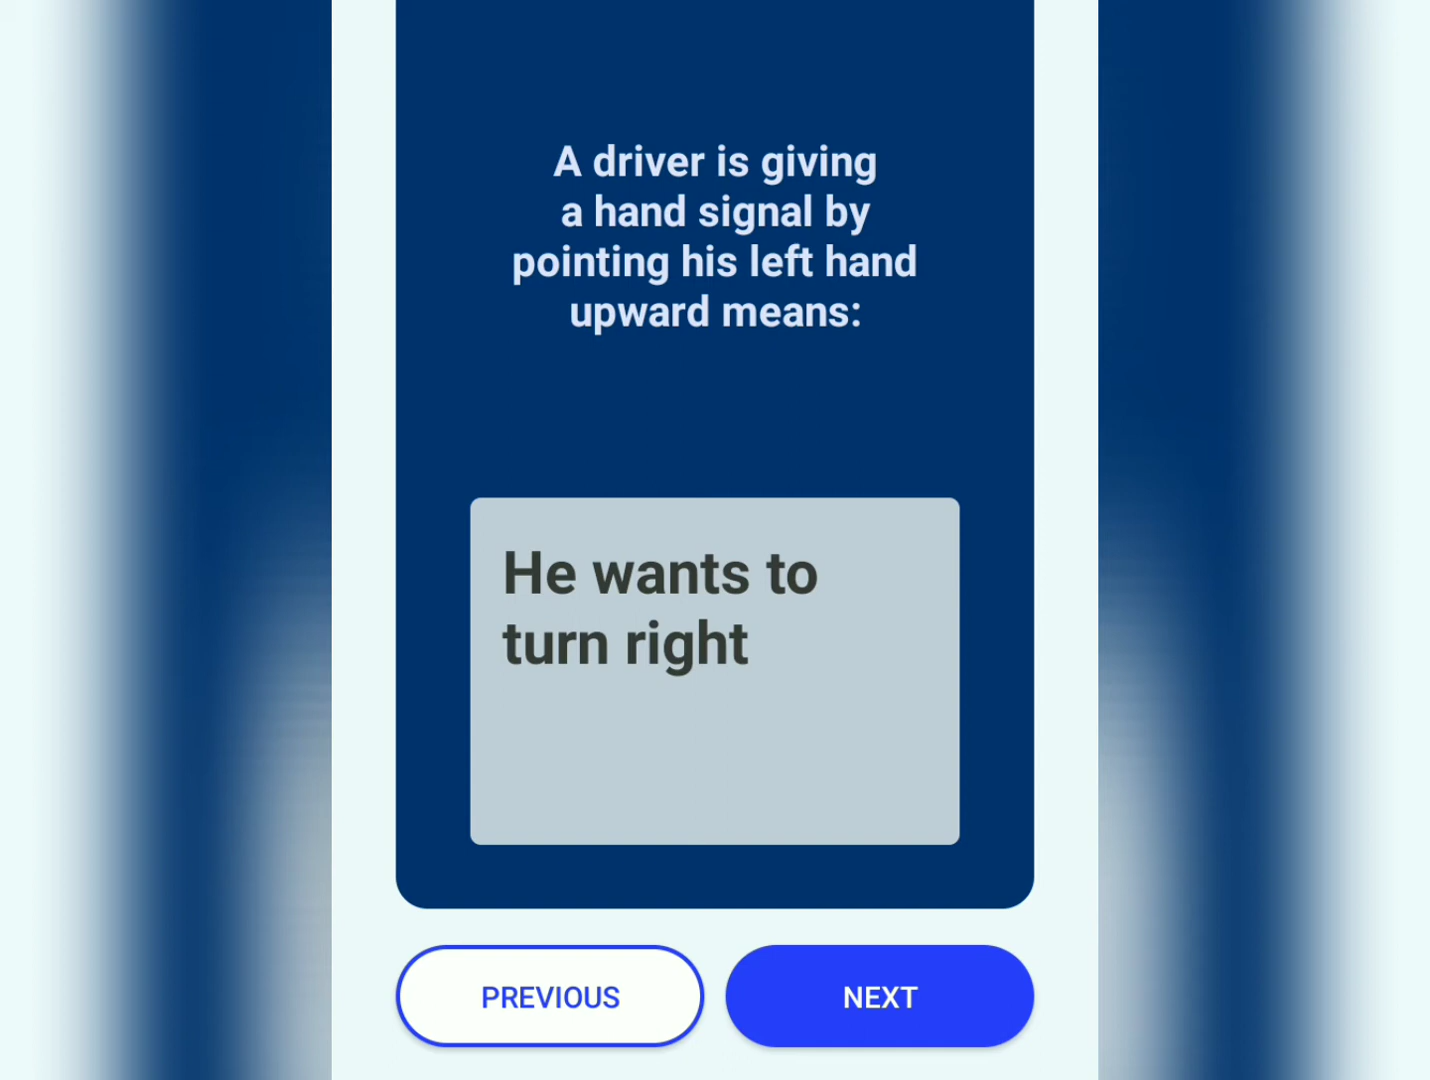 A driver is giving
a hand signal by
pointing his left hand
upward means:
He wants to
turn right
PREVIOUS
NEXT